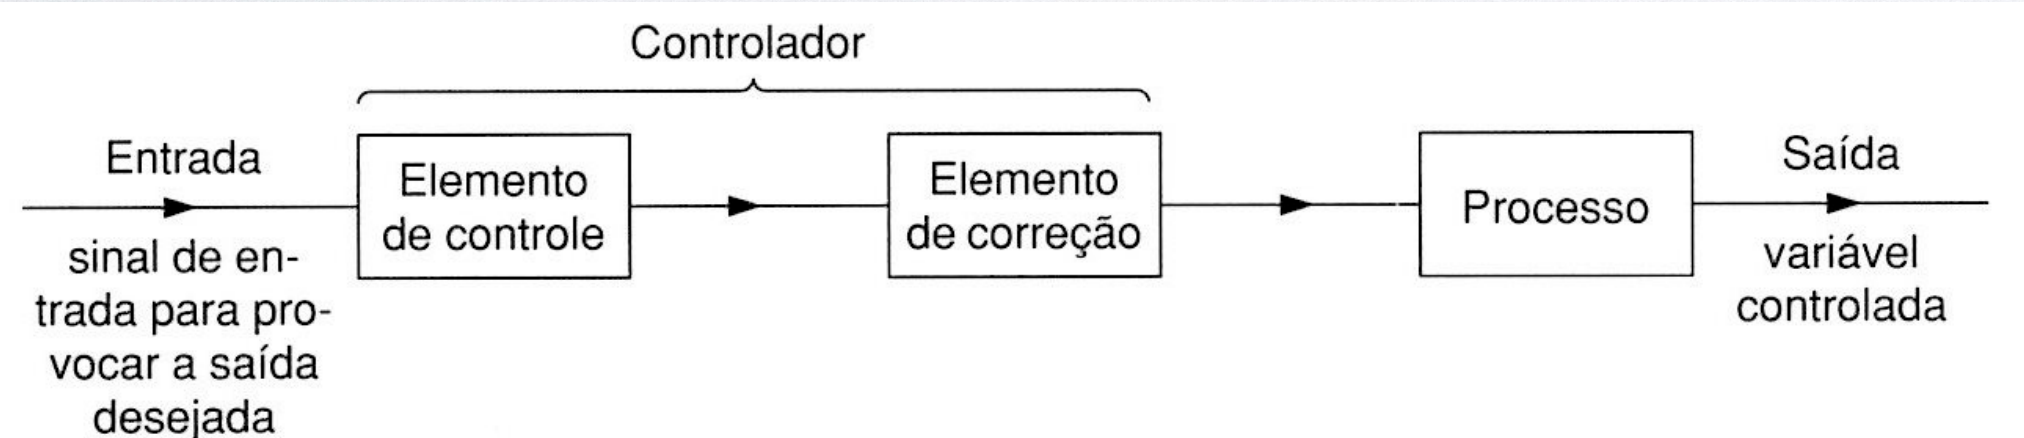 Controlador
Entrada
sinal de en-
trada para pro-
vocar a saída
desejada
Elemento
de controle
Elemento
de correção
Processo
Saída
variável
controlada